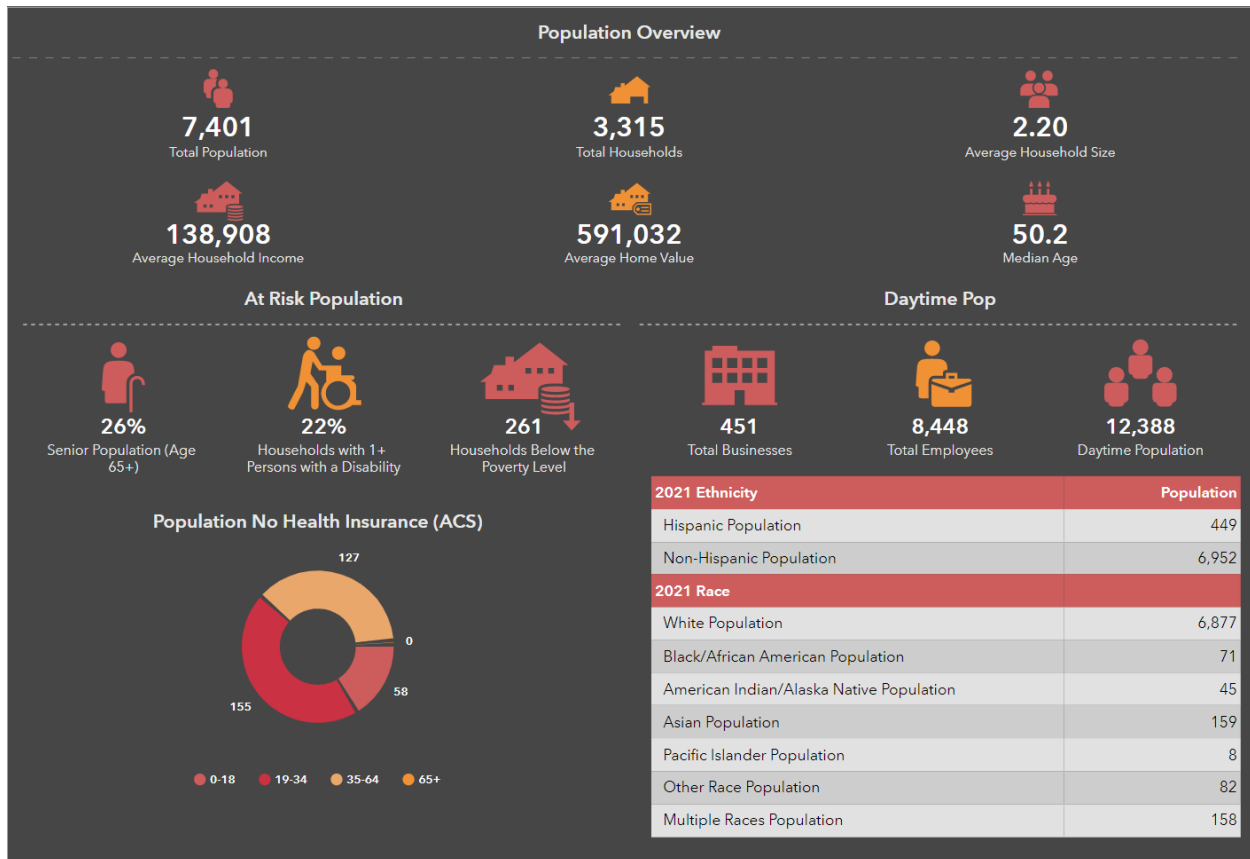 Population Overview
7,401
Total Population
3,315
Total Households
2.20
Average Household Size
138,908
Average Household Income
591,032
Average Home Value
50.2
Median Age
At Risk Population
26%
Senior Population (Age
65+)
22%
Households with 1+
Persons with a Disability
261
Households Below the
Poverty Level
Population No Health Insurance (ACS)
127
0
58
155
0-18 19-34 35-64 65+
Daytime Pop
451
Total Businesses
8,448
Total Employees
12,388
Daytime Population
2021 Ethnicity Population
Hispanic Population 449
Non-Hispanic Population 6,952
2021 Race
White Population 6,877
Black/African American Population 71
American Indian/Alaska Native Population 45
Asian Population 159
Pacific Islander Population 8
Other Race Population 82
Multiple Races Population 158